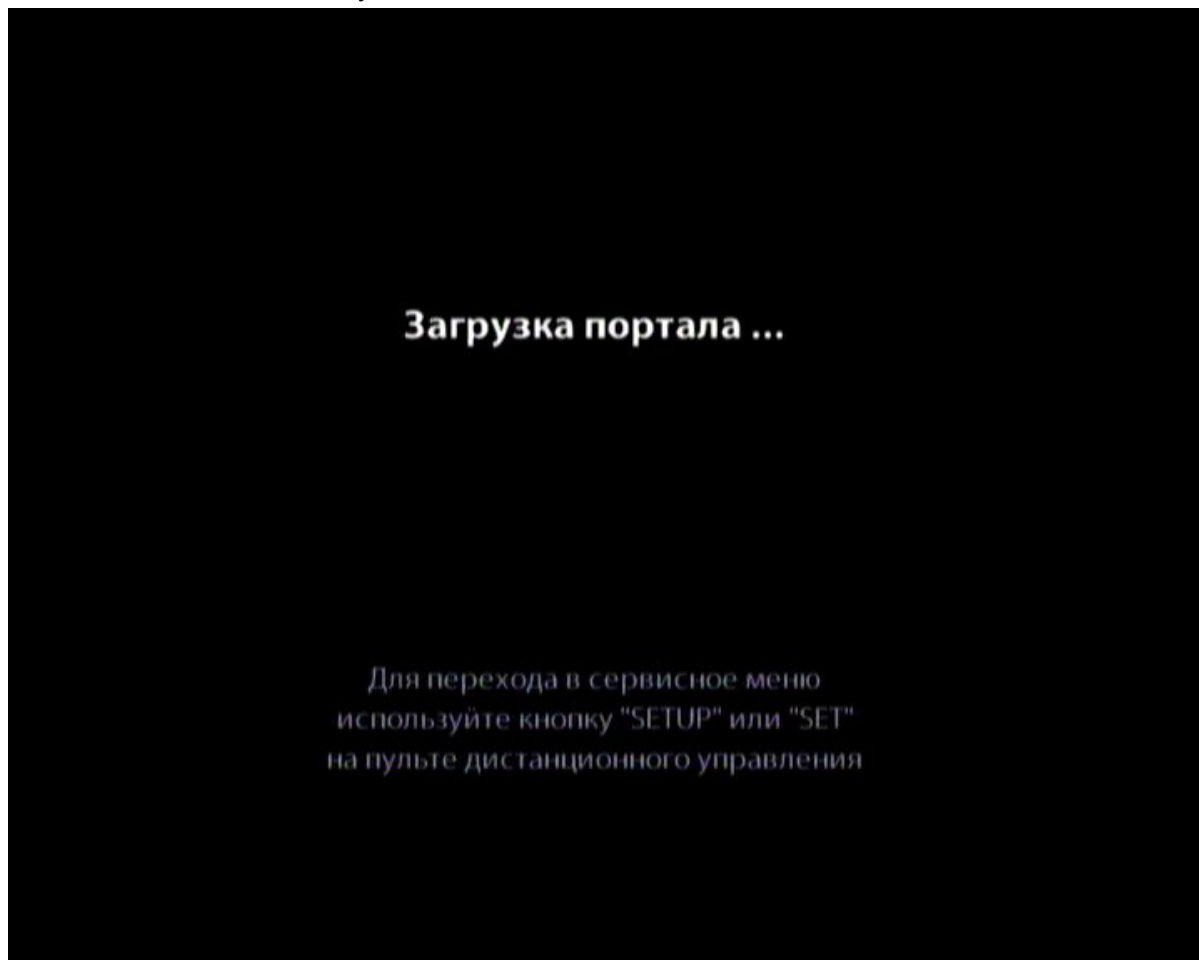 Загрузка портала ...
Для перехода в сервисное меню
используйте кнопку "SETUP" или "SET"
на пульте дистанционного управления